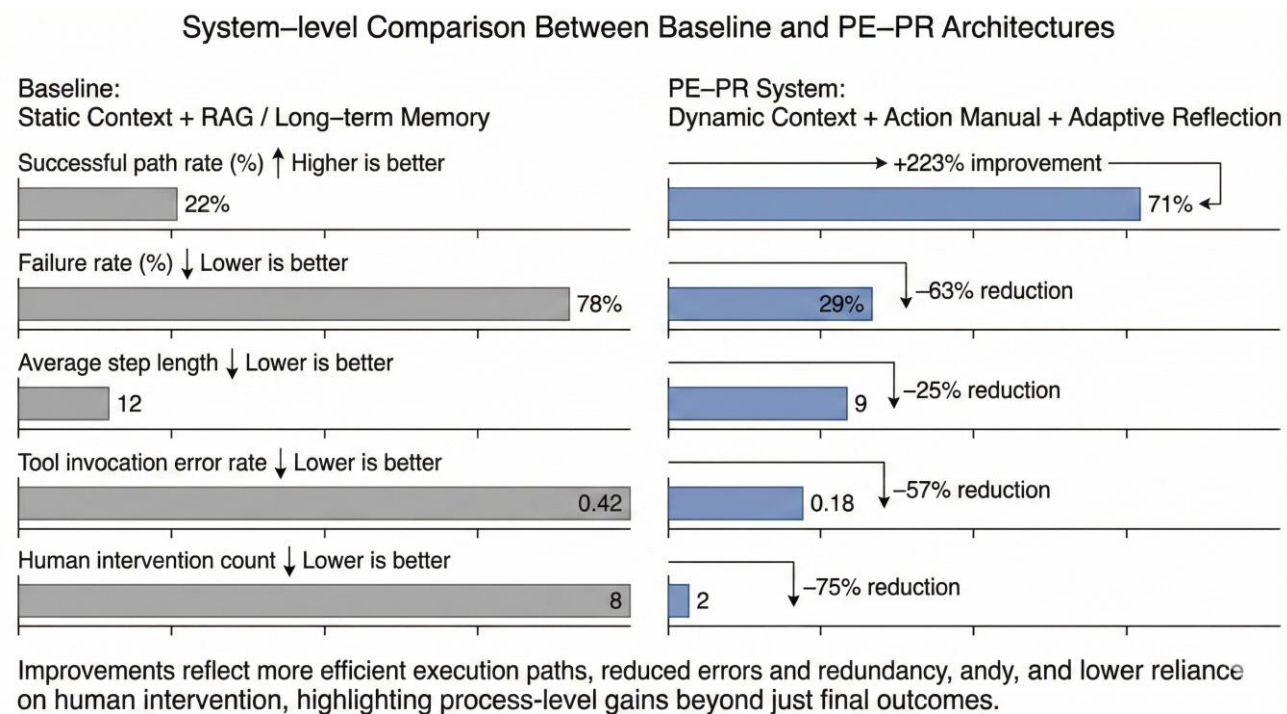 System–level Comparison Between Baseline and PE–PR Architectures
Baseline:
Static Context + RAG / Long–term Memory
PE–PR System:
Dynamic Context + Action Manual + Adaptive Reflection
Successful path rate (%) ↑ Higher is better
22%
+223% improvement
71%
Failure rate (%) ↓ Lower is better
78%
29%
–63% reduction
Average step length ↓ Lower is better
12
9
–25% reduction
Tool invocation error rate ↓ Lower is better
0.42
0.18
–57% reduction
Human intervention count ↓ Lower is better
8
2
–75% reduction
Improvements reflect more efficient execution paths, reduced errors and redundancy, andy, and lower reliance
on human intervention, highlighting process-level gains beyond just final outcomes.